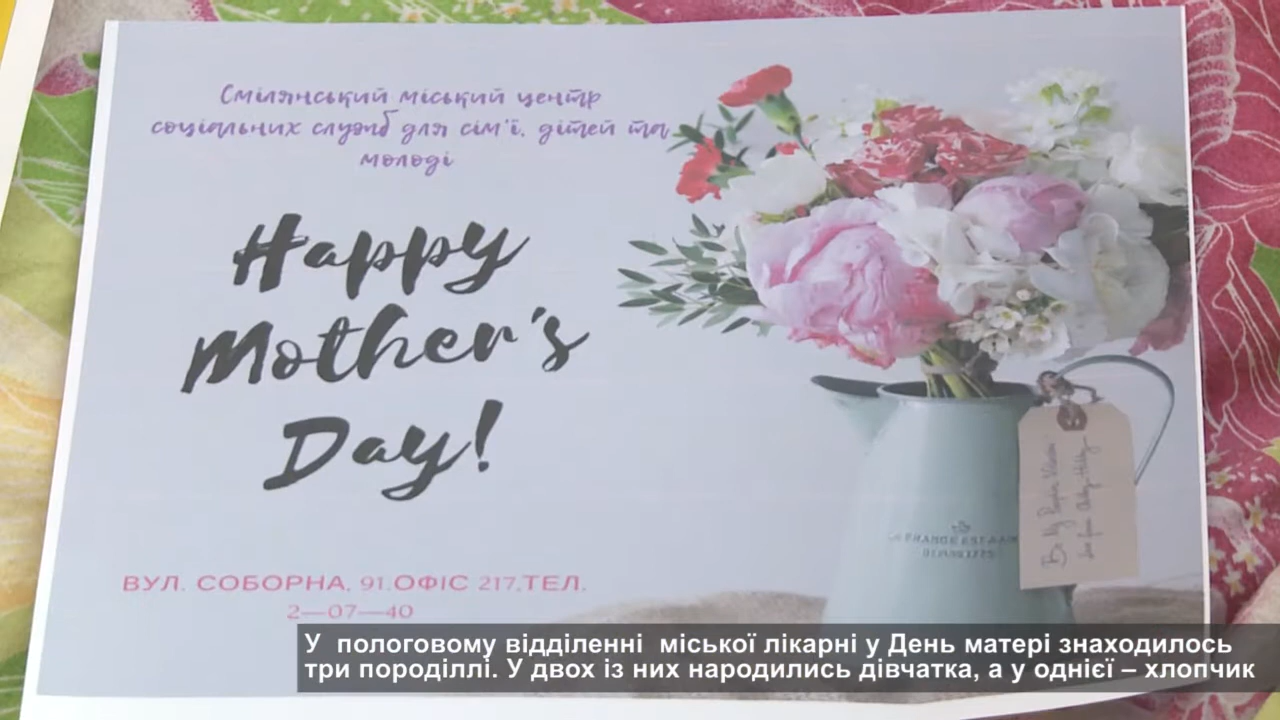 Смілянський міський центр
соціальних служб для сім'ї, дітей та
молоді
Happy
Mother's
Day!
ВУЛ. СОБОРНА, 91.ОФІС 217,ТЕЛ.
2—07—40
Be My
У пологовому відділенні міської лікарні у День матері знаходилось
три породіллі. У двох із них народились дівчатка, а у однієї – хлопчик